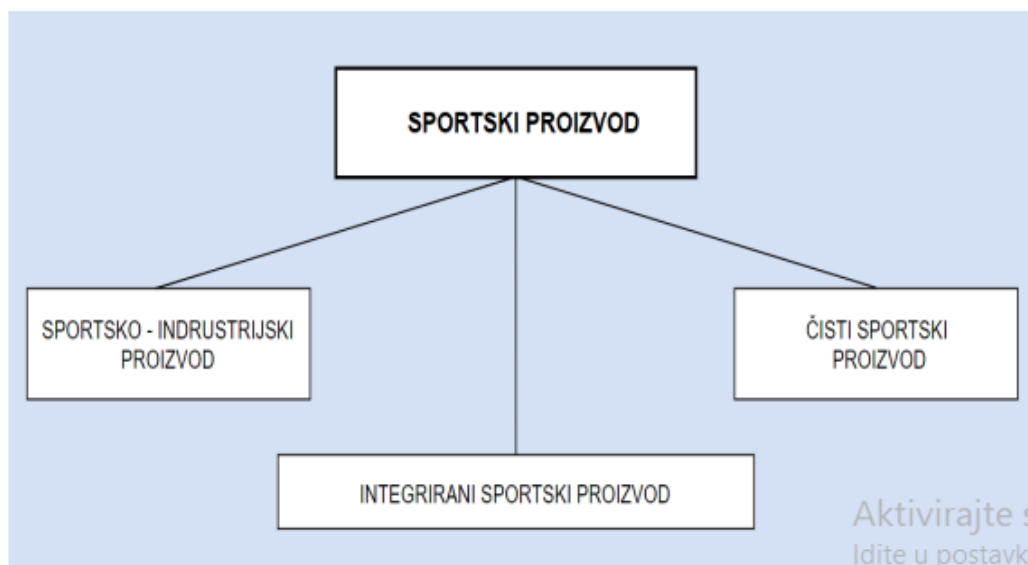 SPORTSKI PROIZVOD
SPORTSKO - INDRUSTRIJSKI
PROIZVOD
ČISTI SPORTSKI
PROIZVOD
INTEGRIRANI SPORTSKI PROIZVOD
Aktivirajte s
Idite u postavk